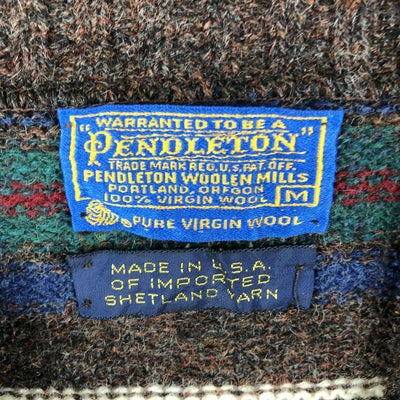 WARRANTED TO BE A
"PENDLETON"
TRADE MARK REG. U.S. PAT. OFF.
PENDLETON WOOLEN MILLS
PORTLAND, OREGON
100% VIRGIN WOOL M
PURE VIRGIN WOOL
MADE IN U.S.A.
OF IMPORTED
SHETLAND YARN